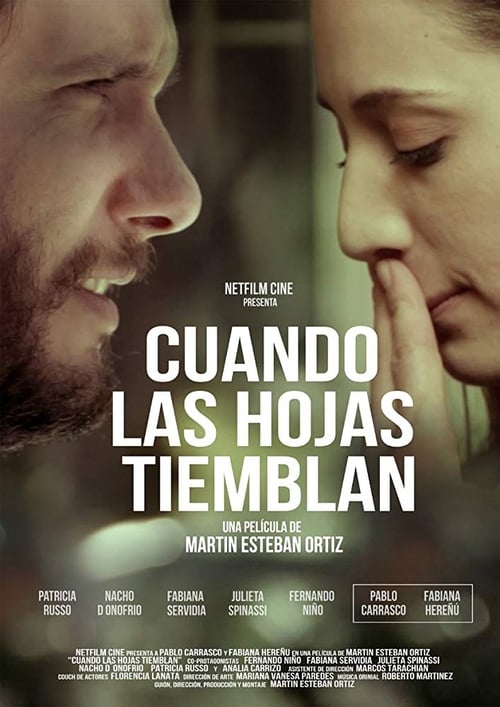 NETFILM CINE
PRESENTA
CUANDO
LAS HOJAS
TIEMBLAN
UNA PELÍCULA DE
MARTIN ESTEBAN ORTIZ
PATRICIA RUSSO
NACHO D ONOFRIO
FABIANA SERVIDIA
JULIETA SPINASSI
FERNANDO NIÑO
PABLO CARRASCO
FABIANA HEREÑÚ
NETFILM CINE PRESENTA A PABLO CARRASCO Y FABIANA HEREÑU EN UNA PELÍCULA DE MARTIN ESTEBAN ORTIZ
"CUANDO LAS HOJAS TIEMBLAN" CO-PROTAGONISTAS FERNANDO NIÑO FABIANA SERVIDIA JULIETA SPINASSI
NACHO D ONOFRIO PATRICIA RUSSO Y ANALIA CARRIZO ASISTENTE DE DIRECCIÓN MARCOS TARACHIAN
COUCH DE ACTORES FLORENCIA LANATA DIRECCIÓN DE ARTE MARIANA VANESA PAREDES MÚSICA ORGINIAL ROBERTO MARTINEZ
GUIÓN, DIRECCIÓN, PRODUCCIÓN Y MONTAJE MARTIN ESTEBAN ORTIZ